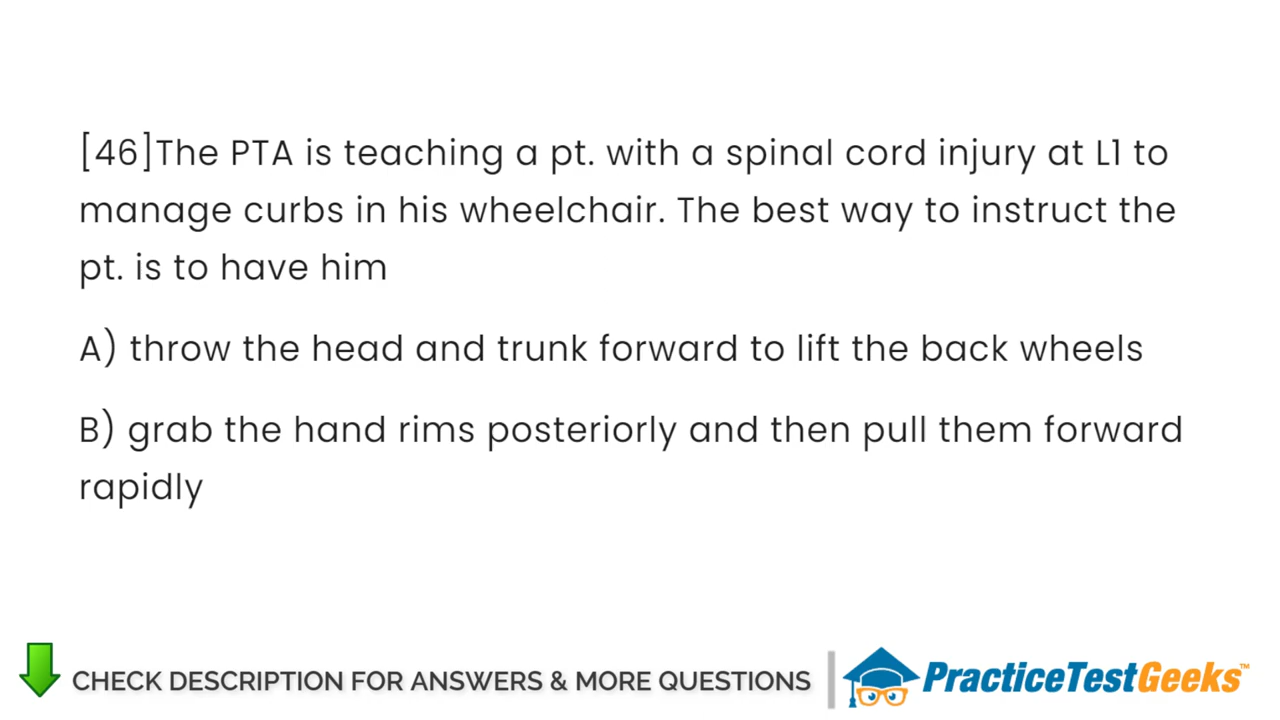 [46]The PTA is teaching a pt. with a spinal cord injury at L1 to
manage curbs in his wheelchair. The best way to instruct the
pt. is to have him
A) throw the head and trunk forward to lift the back wheels
B) grab the hand rims posteriorly and then pull them forward
rapidly
CHECK DESCRIPTION FOR ANSWERS & MORE QUESTIONS
PracticeTestGeeks™